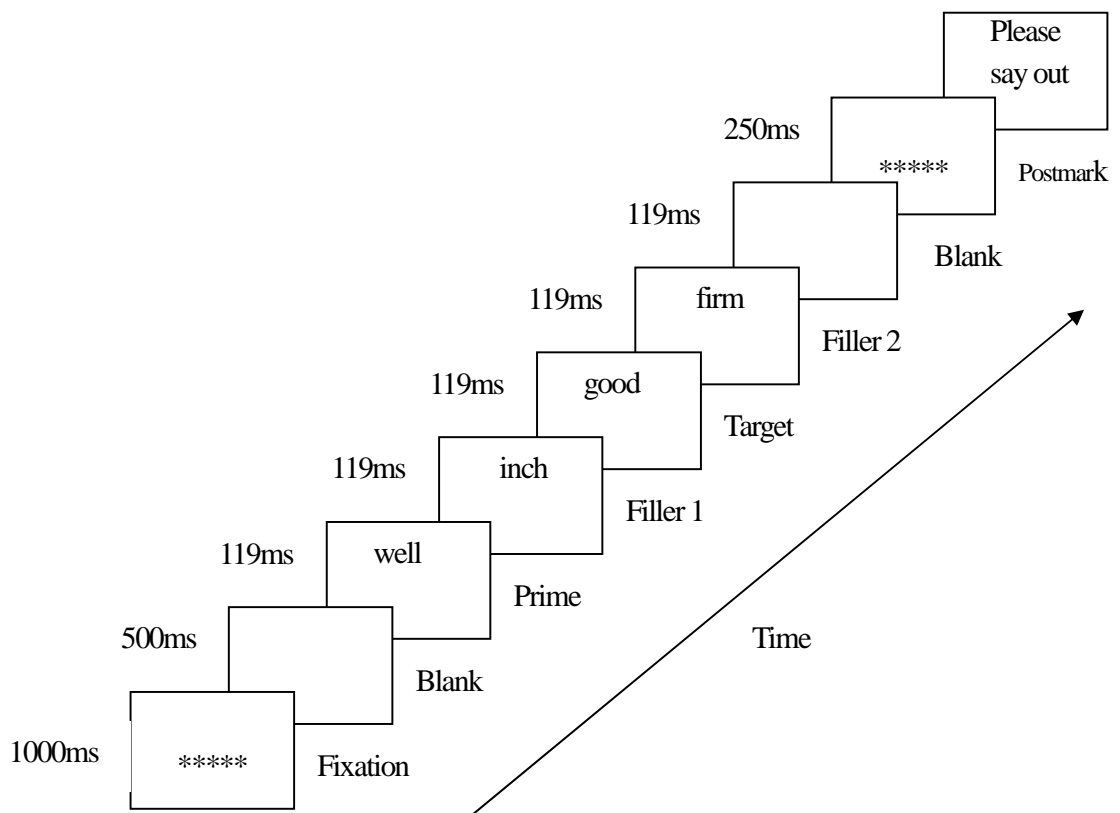 Please
say out
250ms
*****
Postmark
119ms
Blank
119ms
firm
Filler 2
119ms
good
Target
119ms
inch
Filler 1
119ms
well
Prime
500ms
Time
Blank
1000ms
*****
Fixation